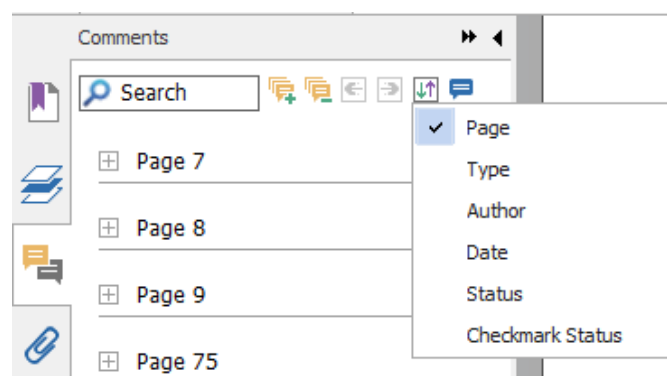 Comments
Search
Page 7
Page 8
Page 9
Page 75
Page
Type
Author
Date
Status
Checkmark Status